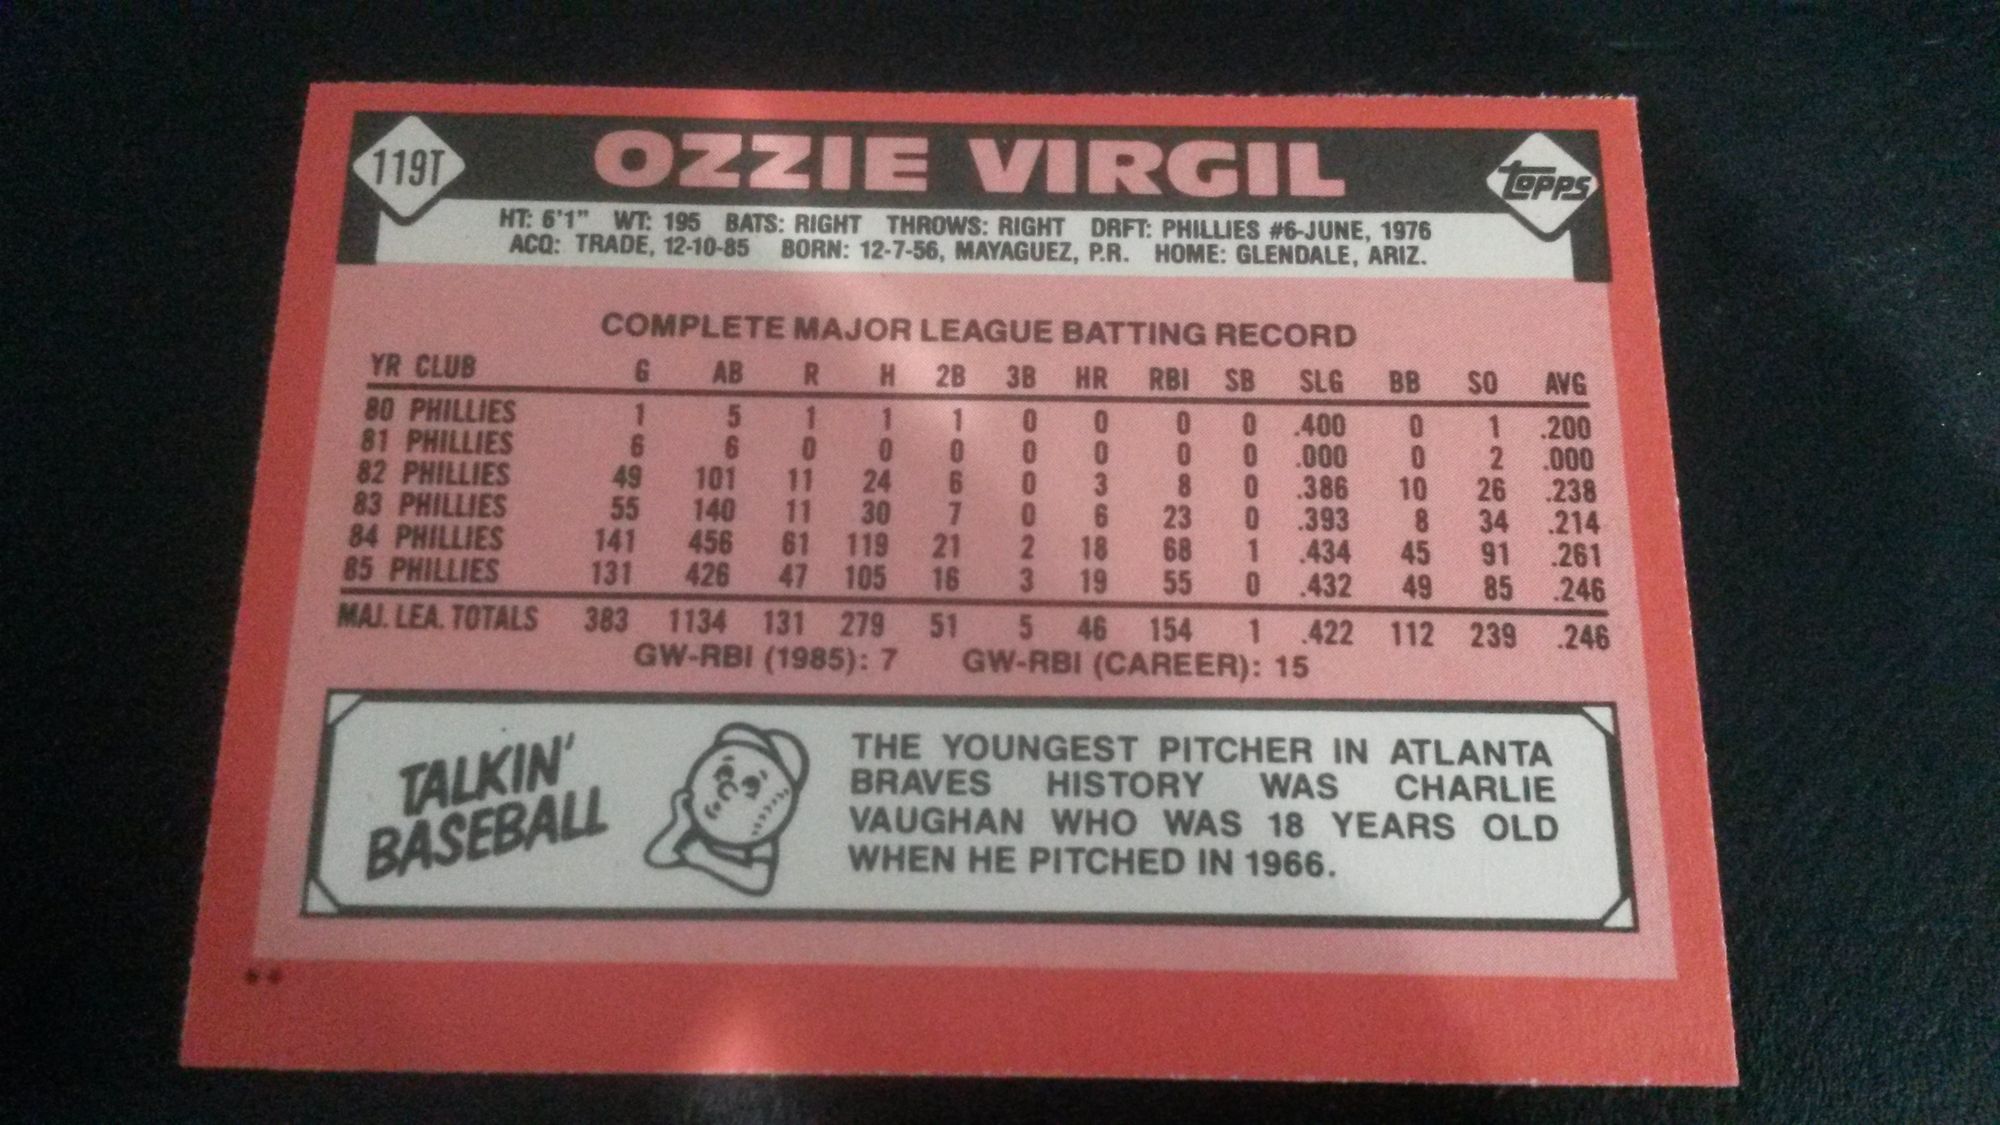 119T OZZIE VIRGIL TOPPS
HT: 6'1" WT: 195 BATS: RIGHT THROWS: RIGHT DRFT: PHILLIES #6-JUNE, 1976
ACQ: TRADE, 12-10-85 BORN: 12-7-56, MAYAGUEZ, P.R. HOME: GLENDALE, ARIZ.
COMPLETE MAJOR LEAGUE BATTING RECORD
YR CLUB G AB R H 2B 3B HR RBI SB SLG BB SO AVG
80 PHILLIES 1 5 1 1 1 0 0 0 0 .400 0 1 .200
81 PHILLIES 6 6 0 0 0 0 0 0 0 .000 0 2 .000
82 PHILLIES 49 101 11 24 6 0 3 8 0 .386 10 26 .238
83 PHILLIES 55 140 11 30 7 0 6 23 0 .393 8 34 .214
84 PHILLIES 141 456 61 119 21 2 18 68 1 .434 45 91 .261
85 PHILLIES 131 426 47 105 16 3 19 55 0 .432 49 85 .246
MAJ. LEA. TOTALS 383 1134 131 279 51 5 46 154 1 .422 112 239 .246
GW-RBI (1985): 7 GW-RBI (CAREER): 15
TALKIN'
BASEBALL
THE YOUNGEST PITCHER IN ATLANTA
BRAVES HISTORY WAS CHARLIE
VAUGHAN WHO WAS 18 YEARS OLD
WHEN HE PITCHED IN 1966.
**